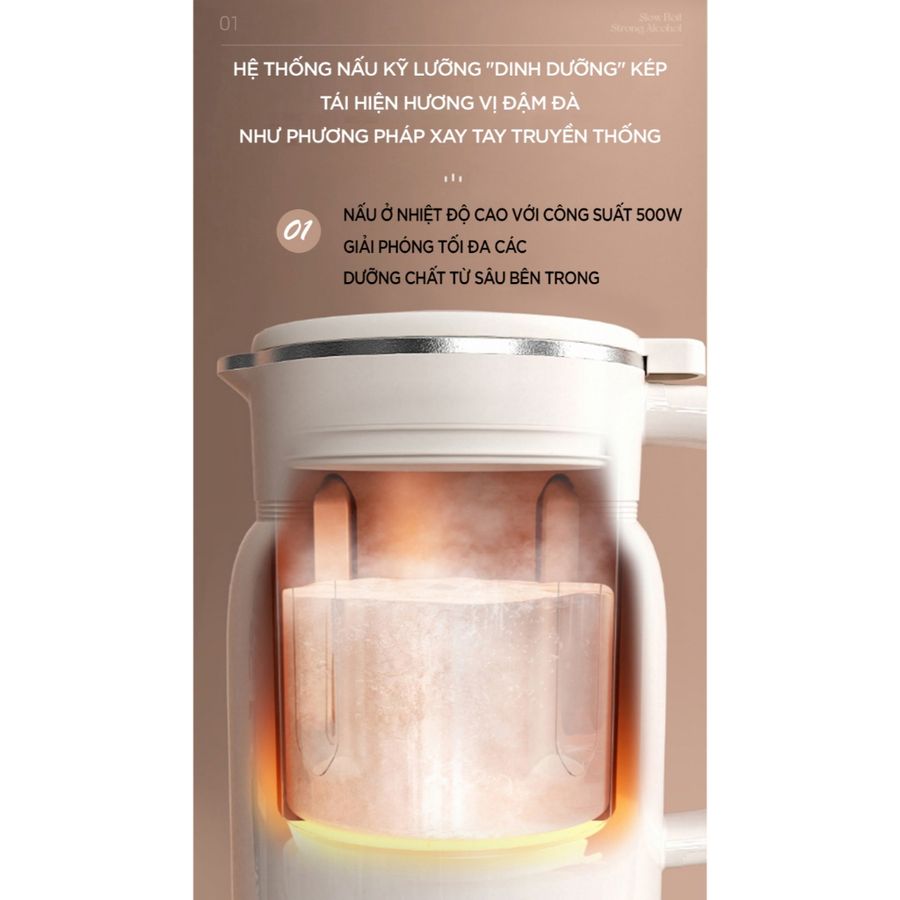 01
Slow Boil
Strong Alcohol
HỆ THỐNG NẤU KỸ LƯỠNG "DINH DƯỠNG" KÉP
TÁI HIỆN HƯƠNG VỊ ĐẬM ĐÀ
NHƯ PHƯƠNG PHÁP XAY TAY TRUYỀN THỐNG
01
NẤU Ở NHIỆT ĐỘ CAO VỚI CÔNG SUẤT 500W
GIẢI PHÓNG TỐI ĐA CÁC
DƯỠNG CHẤT TỪ SÂU BÊN TRONG